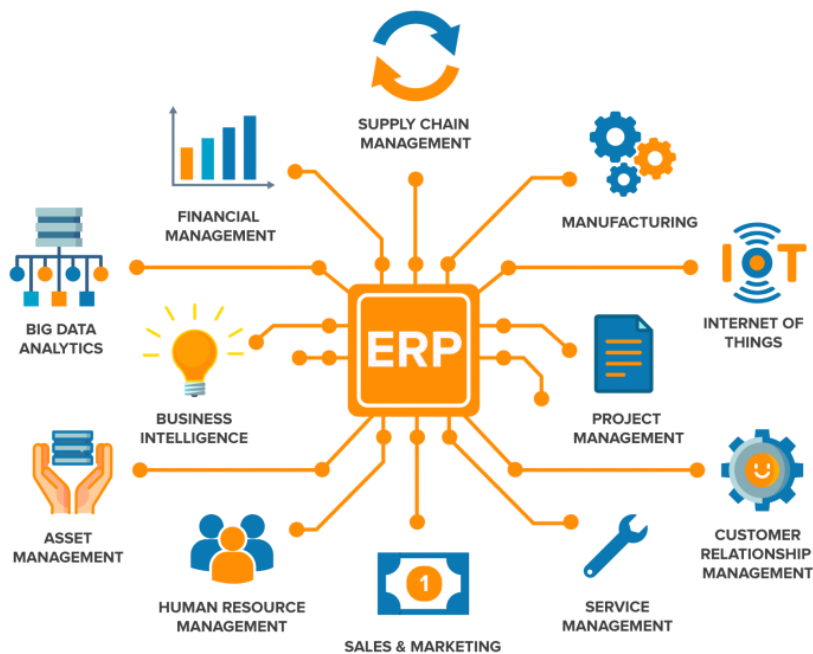 SUPPLY CHAIN
MANAGEMENT
FINANCIAL
MANAGEMENT
MANUFACTURING
BIG DATA
ANALYTICS
IOT
INTERNET OF
THINGS
ERP
BUSINESS
INTELLIGENCE
PROJECT
MANAGEMENT
ASSET
MANAGEMENT
CUSTOMER
RELATIONSHIP
MANAGEMENT
HUMAN RESOURCE
MANAGEMENT
1
SALES & MARKETING
SERVICE
MANAGEMENT